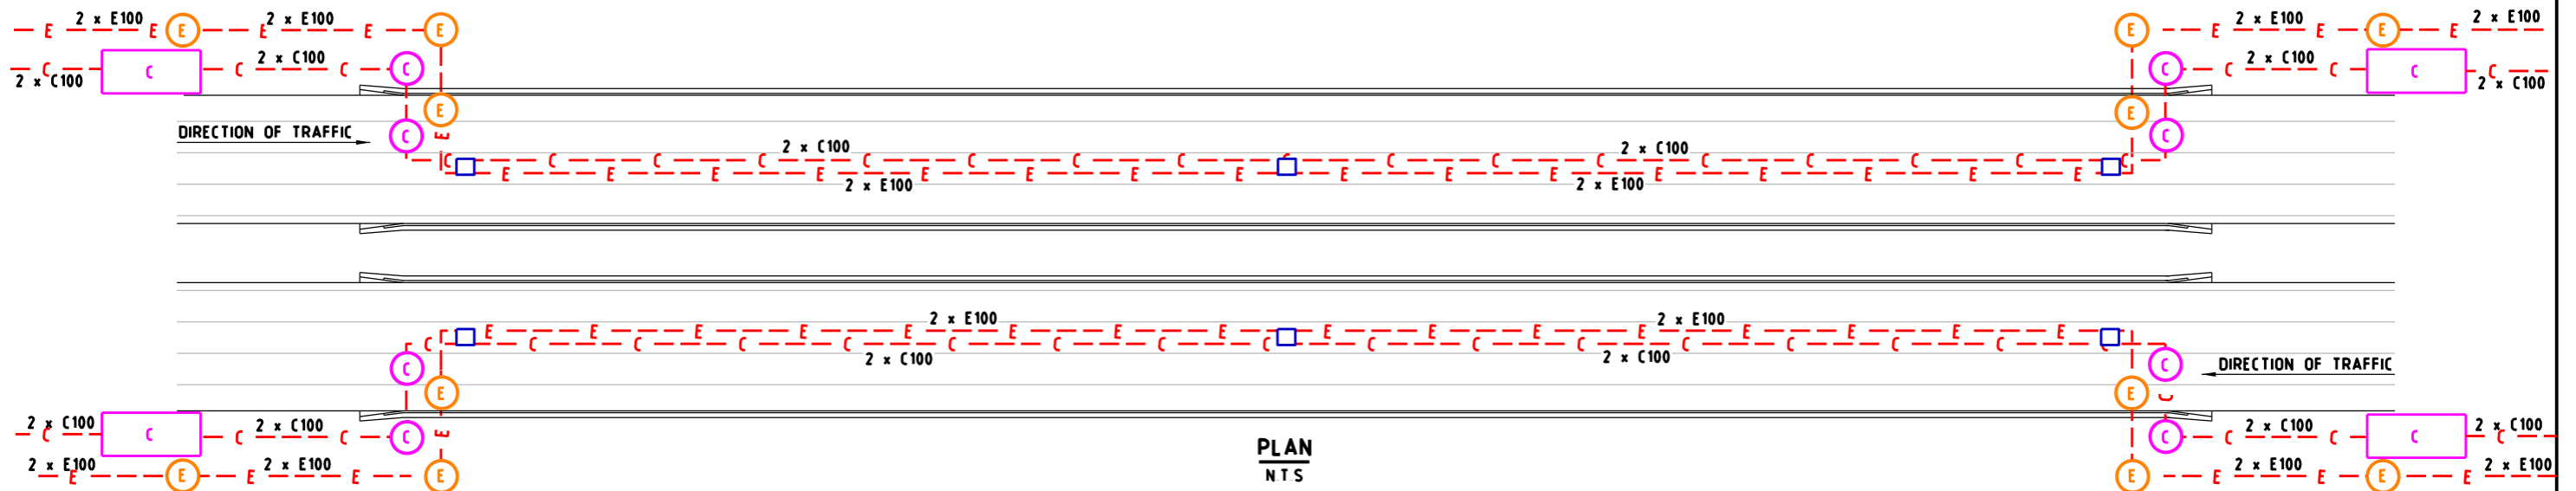 2 x E100 2 x E100 2 x E100 2 x E100
E E E E E E E E E E E E
2 x C100 2 x C100
C C C C C C C C C C
2 x C100 2 x C100
E E
DIRECTION OF TRAFFIC C E C
2 x C100 2 x C100
C C C C C C C C C C C C C C C C C
E E E E E E E E E E E E E E E E
2 x E100 2 x E100
2 x E100 2 x E100
E E E E E E E E E E E E E E E E
C C C C C C C C C C C C C C C C C
2 x C100 2 x C100
C C DIRECTION OF TRAFFIC
E E
2 x C100 2 x C100 2 x C100 2 x C100
C C C C C E C C C C C C
PLAN
2 x E100 2 x E100 2 x E100 2 x E100
E E E E E E E E E E
N.T.S